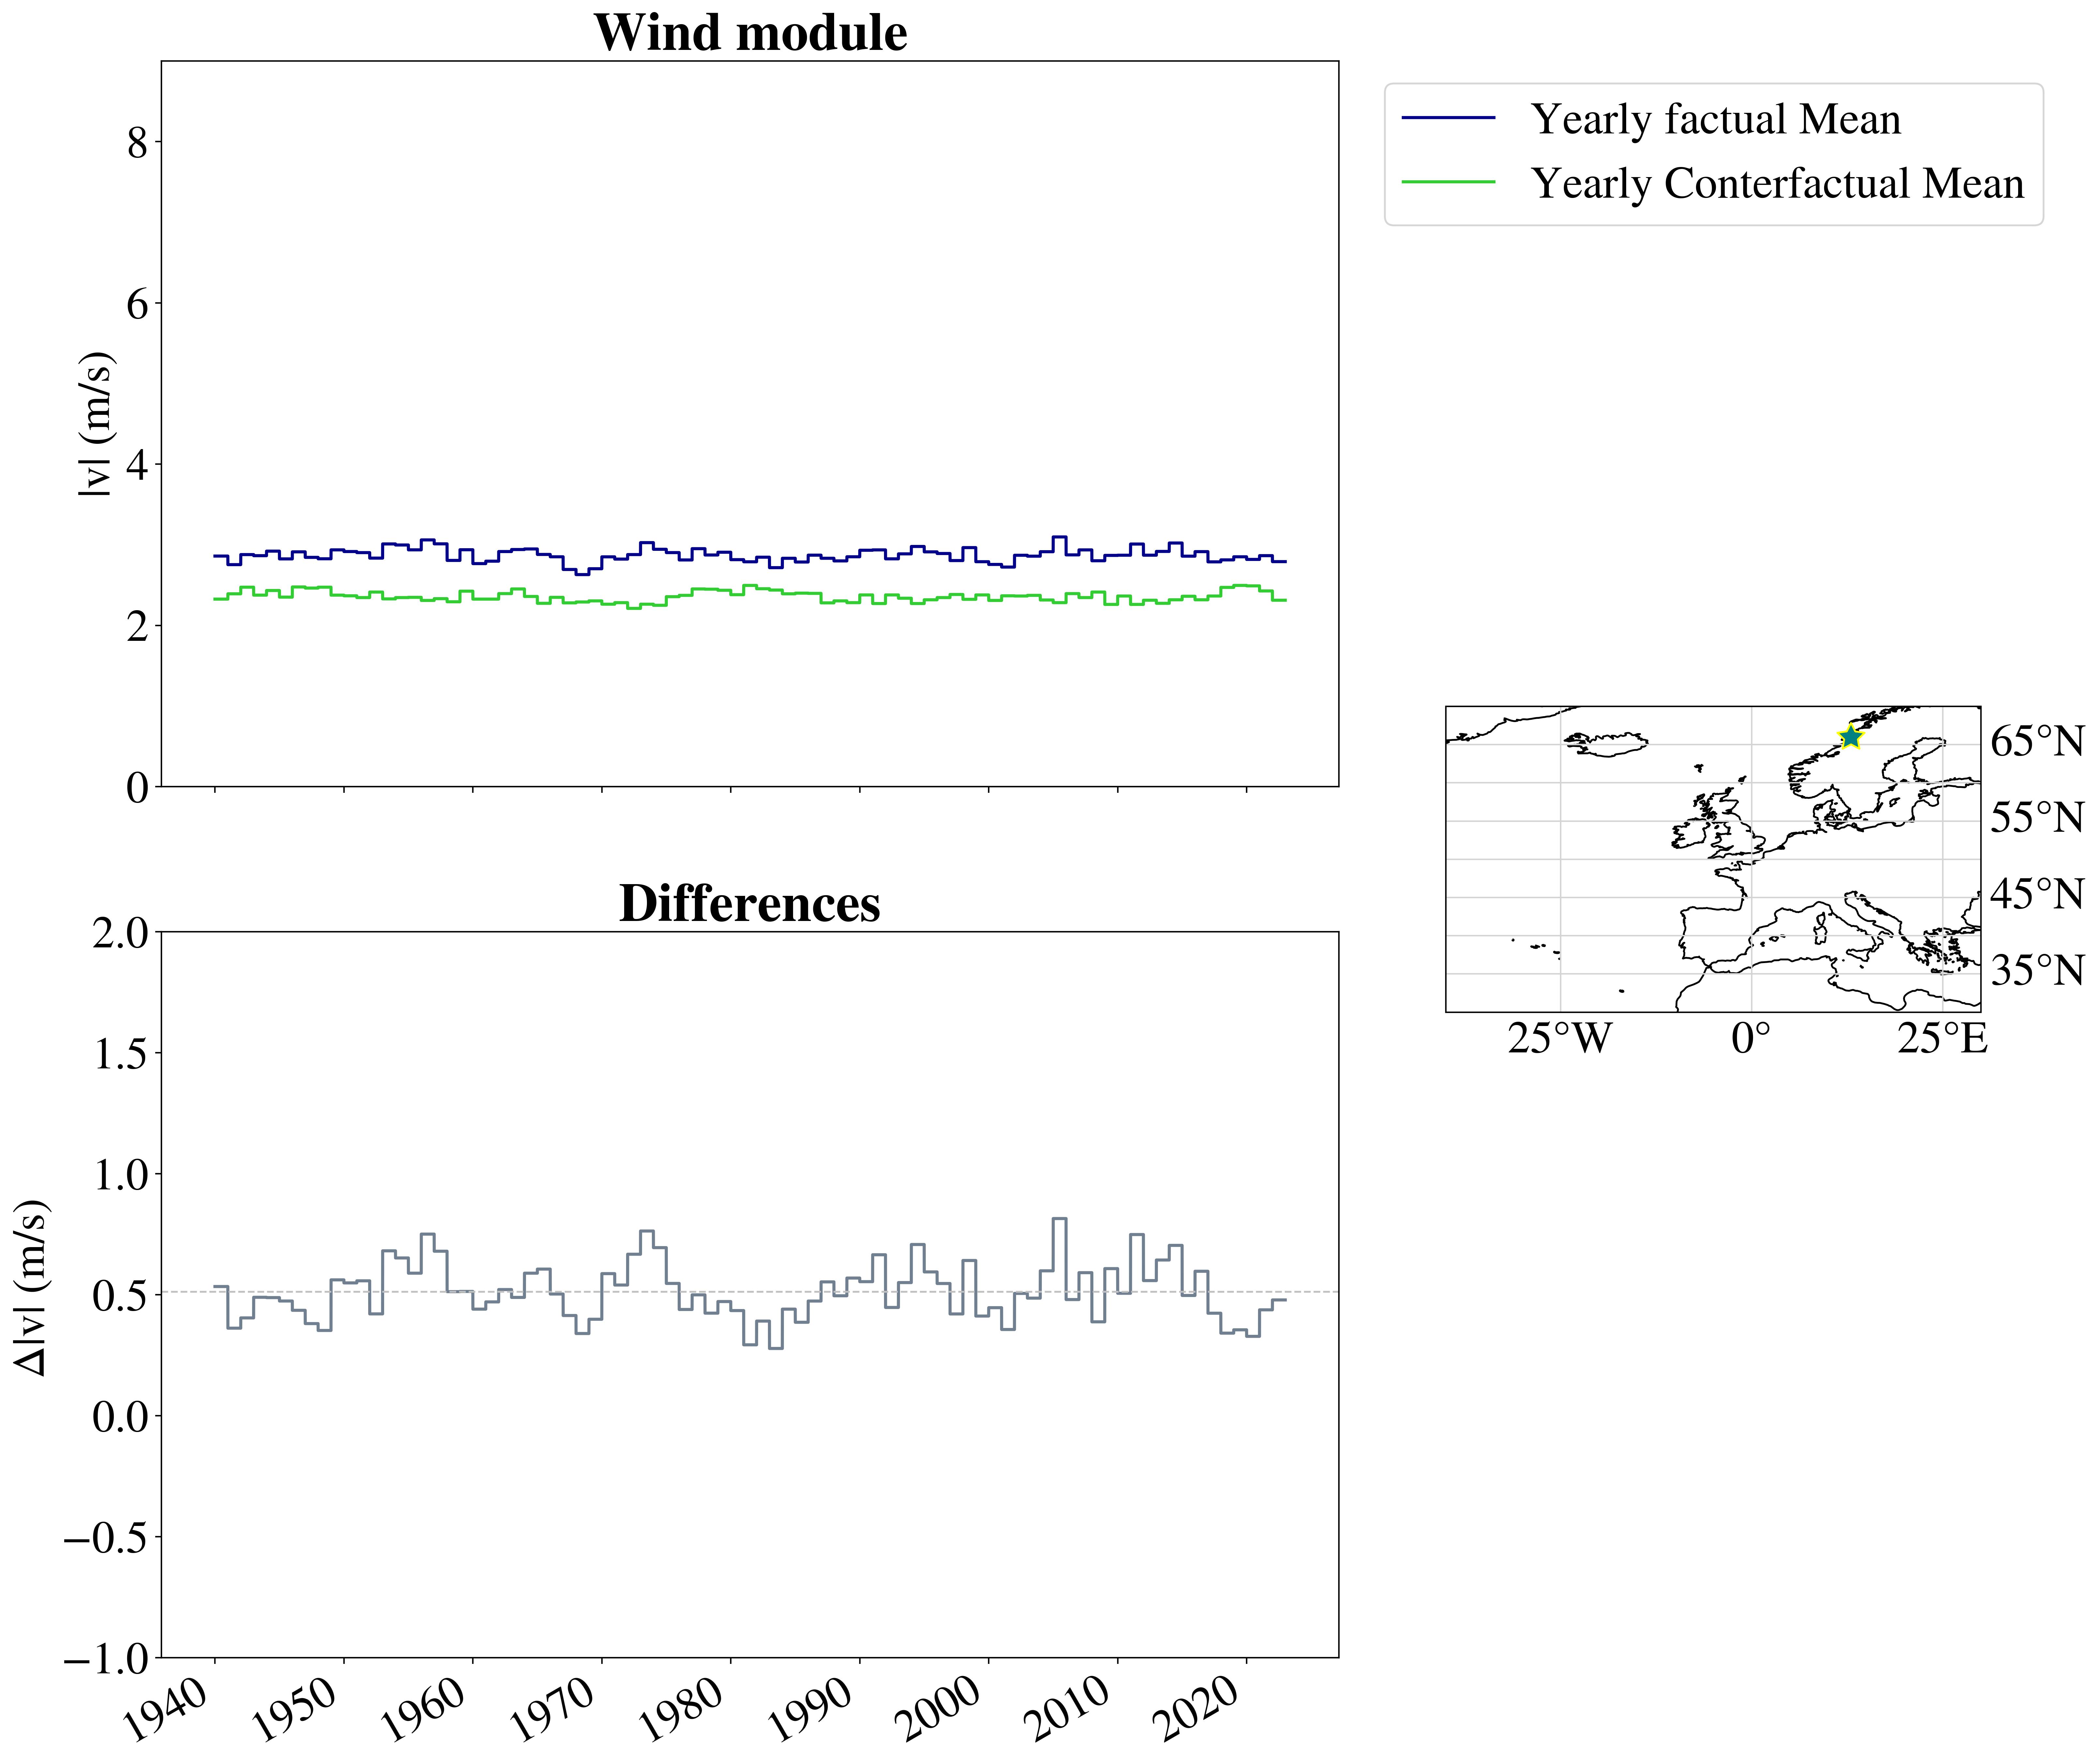 Wind module
8
6
4
2
0
|v| (m/s)
Yearly factual Mean
Yearly Conterfactual Mean
65°N
55°N
45°N
35°N
25°W 0° 25°E
Differences
2.0
1.5
1.0
0.5
0.0
−0.5
−1.0
Δ|v| (m/s)
1940 1950 1960 1970 1980 1990 2000 2010 2020